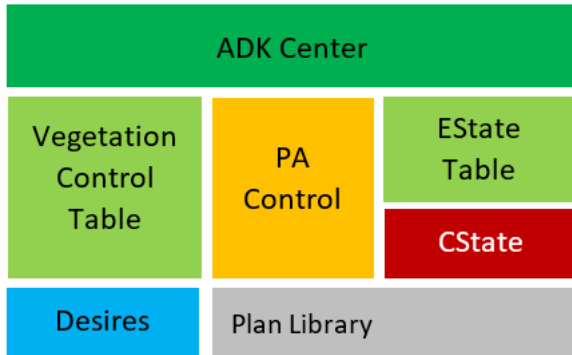 ADK Center
Vegetation
Control
Table
PA
Control
EState
Table
CState
Desires
Plan Library